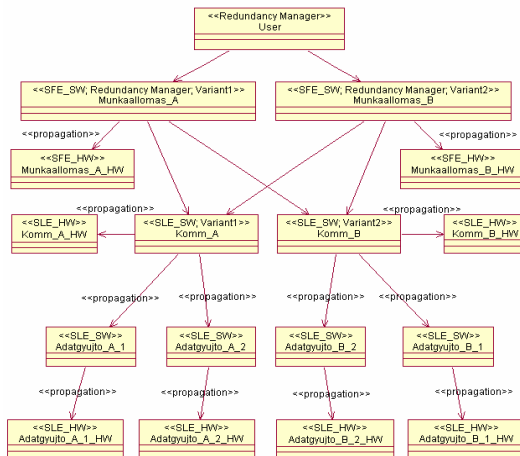 <<Redundancy Manager>>
User
<<SFE_SW; Redundancy Manager; Variant1>>
Munkaallomas_A
<<SFE_SW; Redundancy Manager; Variant2>>
Munkaallomas_B
<<propagation>>
<<propagation>>
<<SFE_HW>>
Munkaallomas_A_HW
<<SFE_HW>>
Munkaallomas_B_HW
<<propagation>>
<<propagation>>
<<SLE_HW>>
Komm_A_HW
<<SLE_SW; Variant1>>
Komm_A
<<SLE_SW; Variant2>>
Komm_B
<<SLE_HW>>
Komm_B_HW
<<propagation>>
<<propagation>>
<<propagation>>
<<propagation>>
<<SLE_SW>>
Adatgyujto_A_1
<<SLE_SW>>
Adatgyujto_A_2
<<SLE_SW>>
Adatgyujto_B_2
<<SLE_SW>>
Adatgyujto_B_1
<<propagation>>
<<propagation>>
<<propagation>>
<<propagation>>
<<SLE_HW>>
Adatgyujto_A_1_HW
<<SLE_HW>>
Adatgyujto_A_2_HW
<<SLE_HW>>
Adatgyujto_B_2_HW
<<SLE_HW>>
Adatgyujto_B_1_HW